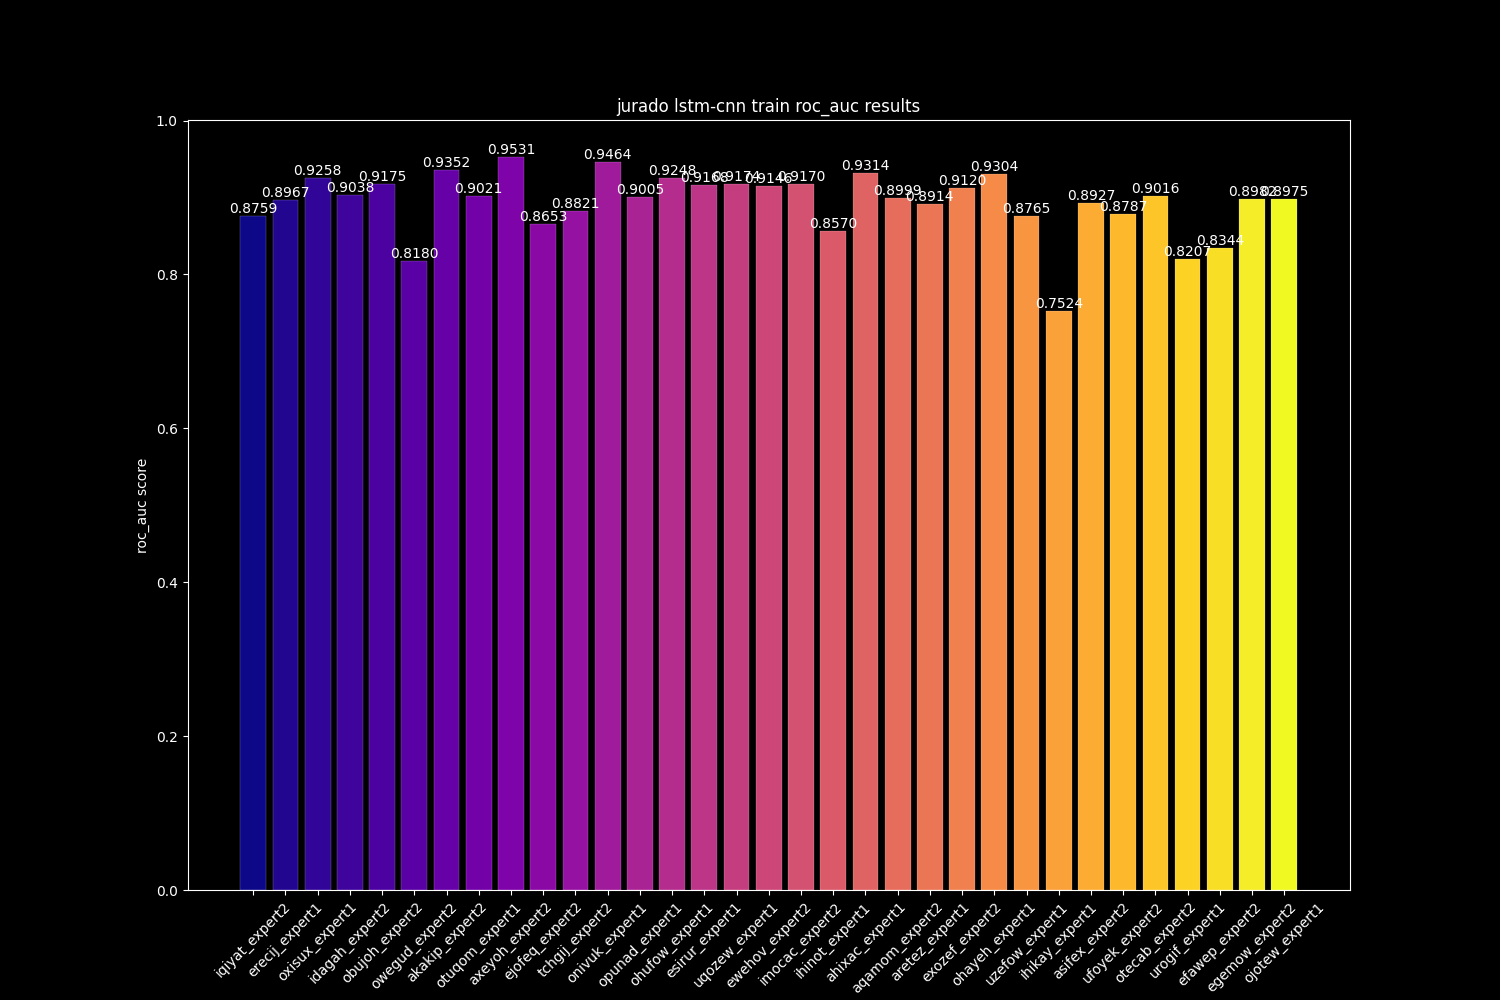 jurado lstm-cnn train roc_auc results
1.0
0.8
0.6
0.4
0.2
0.0
roc_auc score
0.8759
0.8967
0.9258
0.9038
0.9175
0.8180
0.9352
0.9021
0.9531
0.8653
0.8821
0.9464
0.9005
0.9248
0.9168
0.9174
0.9146
0.9170
0.8570
0.9314
0.8999
0.8914
0.9120
0.9304
0.8765
0.7524
0.8927
0.8787
0.9016
0.8207
0.8344
0.8982
0.8975
iqiyat_expert2
erecij_expert1
oxisux_expert1
idagah_expert2
obujoh_expert2
owegud_expert2
akakip_expert2
otuqom_expert1
axeyoh_expert2
ejofeq_expert2
tchgjj_expert2
onivuk_expert1
opunad_expert1
ohufow_expert1
esirur_expert1
uqozew_expert1
ewehov_expert2
imocac_expert2
ihinot_expert1
ahixac_expert1
aqamom_expert2
aretez_expert1
exozef_expert2
ohayeh_expert1
uzefow_expert1
ihikay_expert1
asifex_expert2
ufoyek_expert2
otecab_expert2
urogif_expert1
efawep_expert2
egemow_expert2
ojotew_expert1